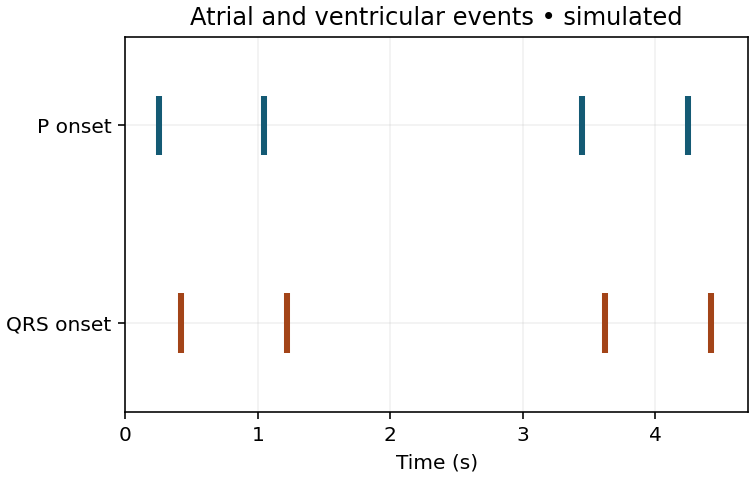 Atrial and ventricular events • simulated
P onset
QRS onset
0 1 2 3 4
Time (s)